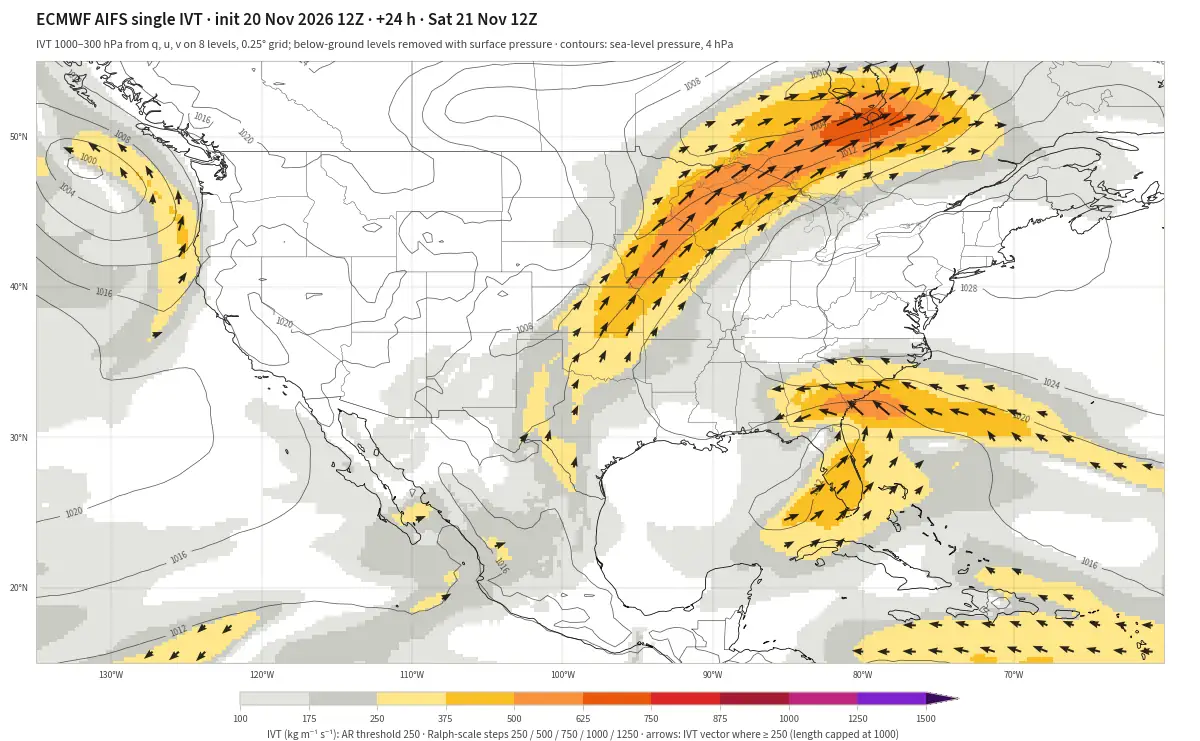 ECMWF AIFS single IVT · init 20 Nov 2026 12Z · +24 h · Sat 21 Nov 12Z
IVT 1000–300 hPa from q, u, v on 8 levels, 0.25° grid; below-ground levels removed with surface pressure · contours: sea-level pressure, 4 hPa
1000
1008
1016
1020
1008
1000
1004
1012
1004
50°N
1016
1028
40°N
1020
1008
1024
1020
30°N
1020
1016
1016
1016
20°N
1012
130°W 120°W 110°W 100°W 90°W 80°W 70°W
100 175 250 375 500 625 750 875 1000 1250 1500
IVT (kg m⁻¹ s⁻¹): AR threshold 250 · Ralph-scale steps 250 / 500 / 750 / 1000 / 1250 · arrows: IVT vector where ≥ 250 (length capped at 1000)